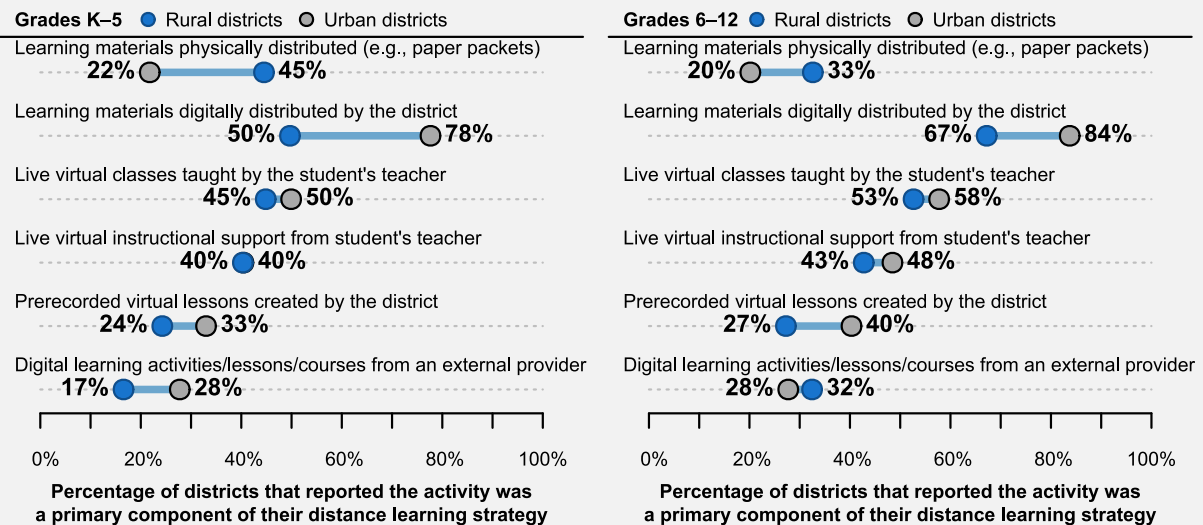 Grades K–5 Rural districts Urban districts
Learning materials physically distributed (e.g., paper packets)
22% 45%
Learning materials digitally distributed by the district
50% 78%
Live virtual classes taught by the student's teacher
45% 50%
Live virtual instructional support from student's teacher
40% 40%
Prerecorded virtual lessons created by the district
24% 33%
Digital learning activities/lessons/courses from an external provider
17% 28%
0% 20% 40% 60% 80% 100%
Percentage of districts that reported the activity was
a primary component of their distance learning strategy
Grades 6–12 Rural districts Urban districts
Learning materials physically distributed (e.g., paper packets)
20% 33%
Learning materials digitally distributed by the district
67% 84%
Live virtual classes taught by the student's teacher
53% 58%
Live virtual instructional support from student's teacher
43% 48%
Prerecorded virtual lessons created by the district
27% 40%
Digital learning activities/lessons/courses from an external provider
28% 32%
0% 20% 40% 60% 80% 100%
Percentage of districts that reported the activity was
a primary component of their distance learning strategy